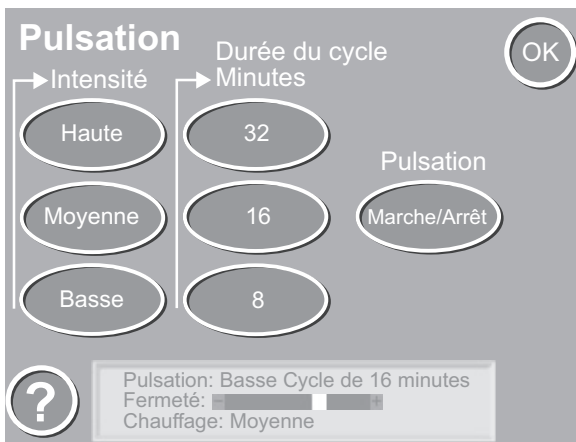 Pulsation
OK
Intensité
Durée du cycle
Minutes
Haute
32
Pulsation
Moyenne
16
Marche/Arrêt
Basse
8
?
Pulsation: Basse Cycle de 16 minutes
Fermeté: - +
Chauffage: Moyenne